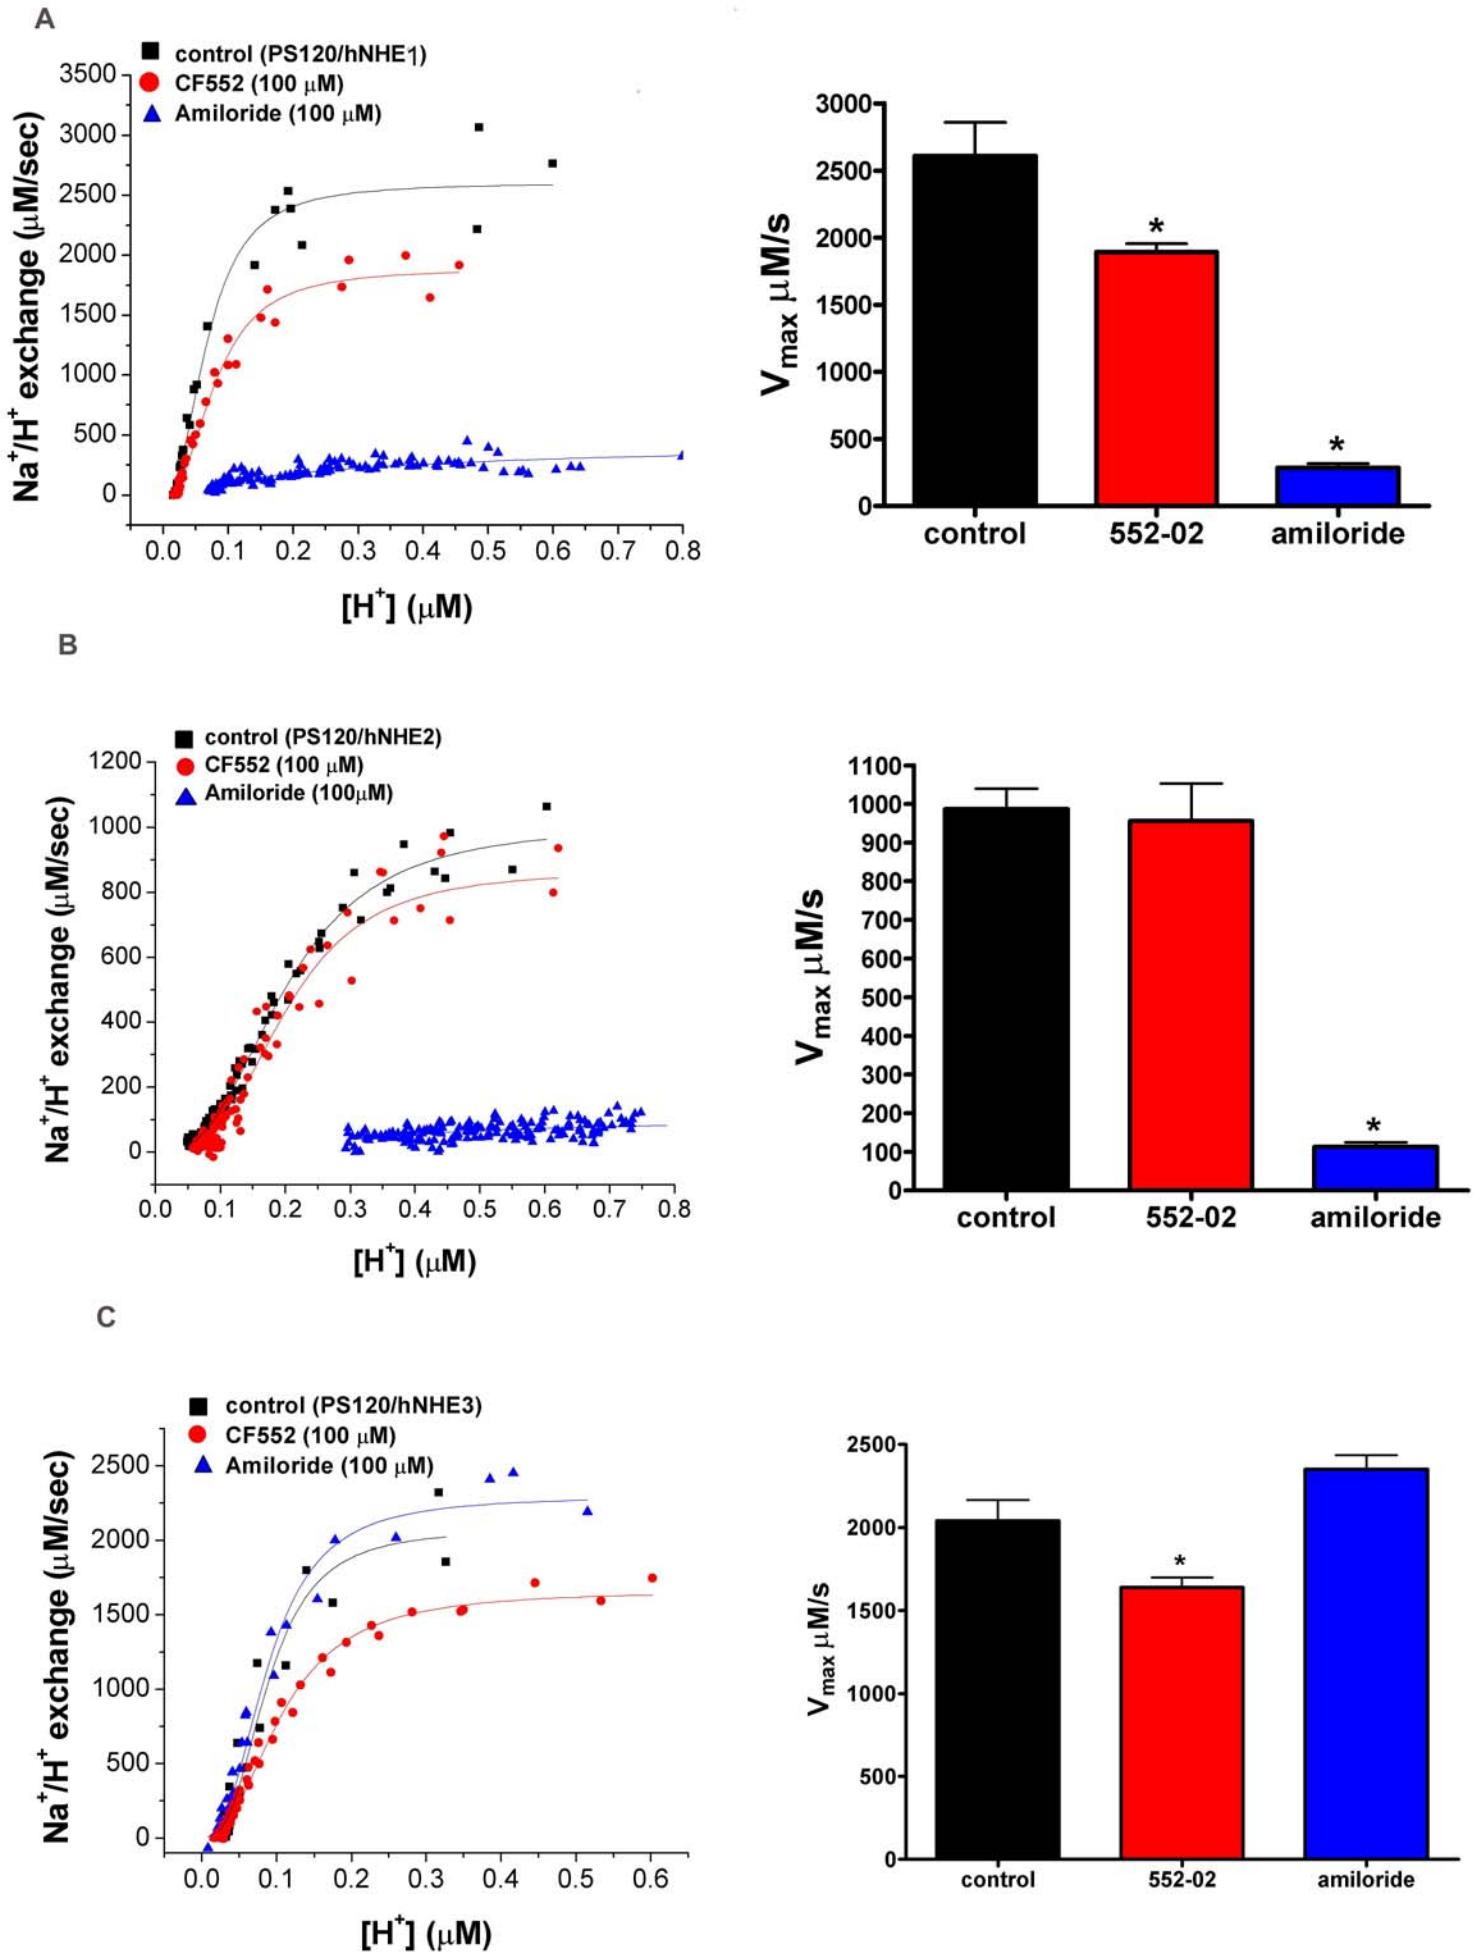 A
control (PS120/hNHE1)
CF552 (100 μM)
Amiloride (100 μM)
3500
3000
2500
2000
1500
1000
500
0
Na⁺/H⁺ exchange (μM/sec)
0.0 0.1 0.2 0.3 0.4 0.5 0.6 0.7 0.8
[H⁺] (μM)
3000
2500
2000
1500
1000
500
0
Vmax μM/s
*
*
control 552-02 amiloride
B
control (PS120/hNHE2)
CF552 (100 μM)
Amiloride (100μM)
1200
1000
800
600
400
200
0
Na⁺/H⁺ exchange (μM/sec)
0.0 0.1 0.2 0.3 0.4 0.5 0.6 0.7 0.8
[H⁺] (μM)
1100
1000
900
800
700
600
500
400
300
200
100
0
Vmax μM/s
*
control 552-02 amiloride
C
control (PS120/hNHE3)
CF552 (100 μM)
Amiloride (100 μM)
2500
2000
1500
1000
500
0
Na⁺/H⁺ exchange (μM/sec)
0.0 0.1 0.2 0.3 0.4 0.5 0.6
[H⁺] (μM)
2500
2000
1500
1000
500
0
Vmax μM/s
*
control 552-02 amiloride